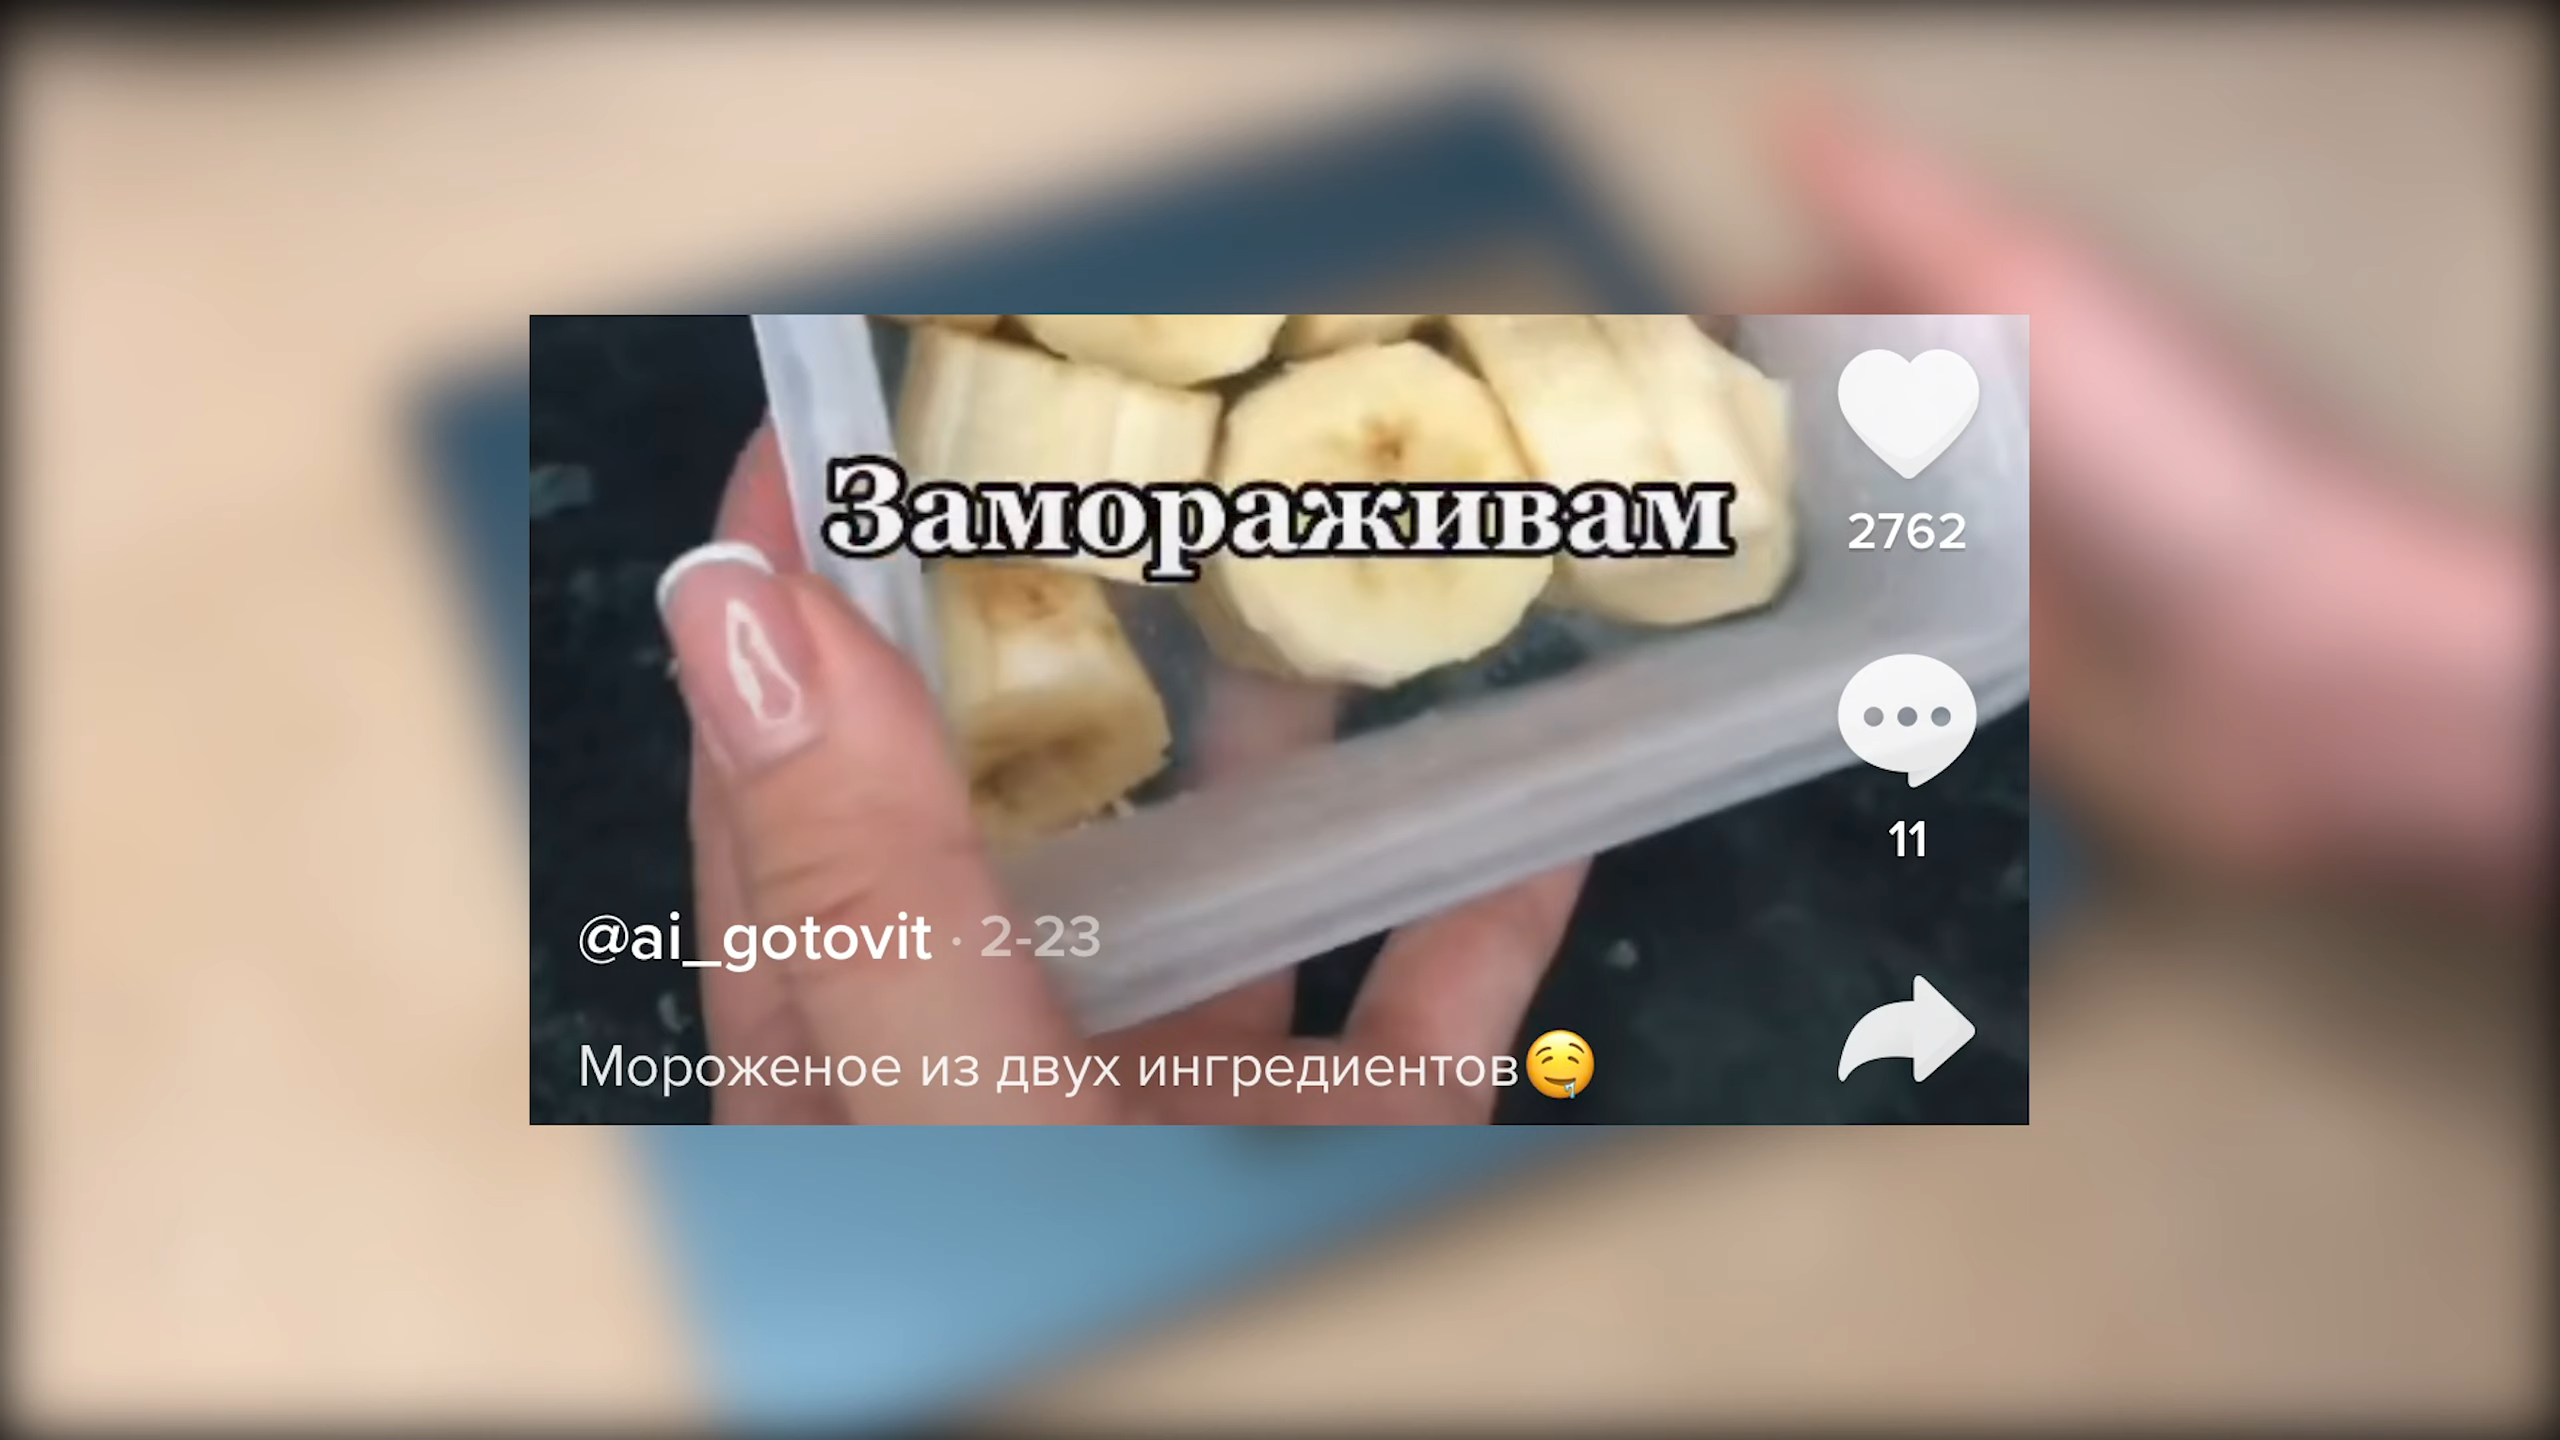 Замораживам
2762
11
@ai_gotovit · 2-23
Мороженое из двух ингредиентов🤤